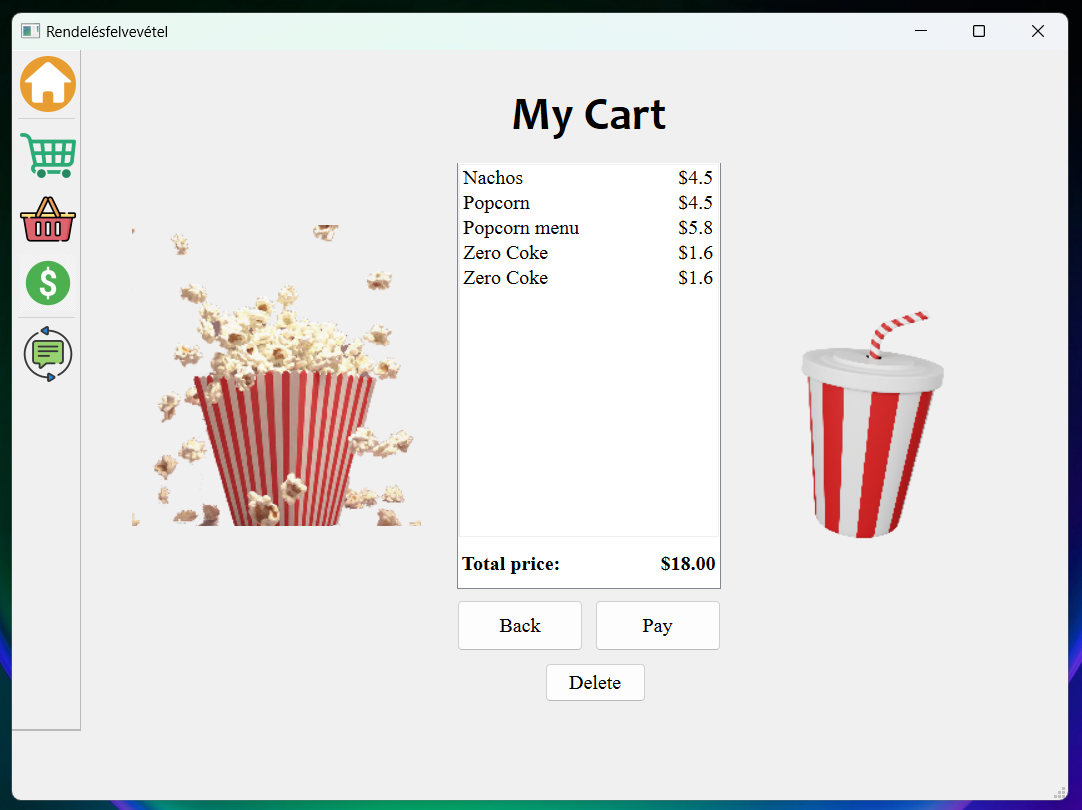 Rendelésfelvevétel
My Cart
Nachos $4.5
Popcorn $4.5
Popcorn menu $5.8
Zero Coke $1.6
Zero Coke $1.6
Total price: $18.00
Back Pay
Delete
$